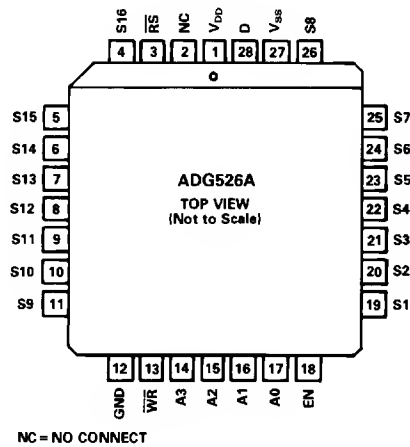 S16 R̅S̅ NC VDD D VSS S8
4 3 2 1 28 27 26
S15 5 25 S7
S14 6 24 S6
S13 7 ADG526A 23 S5
S12 8 TOP VIEW 22 S4
(Not to Scale)
S11 9 21 S3
S10 10 20 S2
S9 11 19 S1
12 13 14 15 16 17 18
GND W̅R̅ A3 A2 A1 A0 EN
NC = NO CONNECT